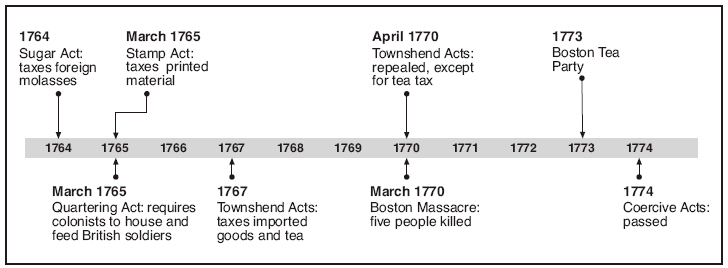 1764
Sugar Act:
taxes foreign
molasses
March 1765
Stamp Act:
taxes printed
material
April 1770
Townshend Acts:
repealed, except
for tea tax
1773
Boston Tea
Party
1764 1765 1766 1767 1768 1769 1770 1771 1772 1773 1774
March 1765
Quartering Act: requires
colonists to house and
feed British soldiers
1767
Townshend Acts:
taxes imported
goods and tea
March 1770
Boston Massacre:
five people killed
1774
Coercive Acts:
passed